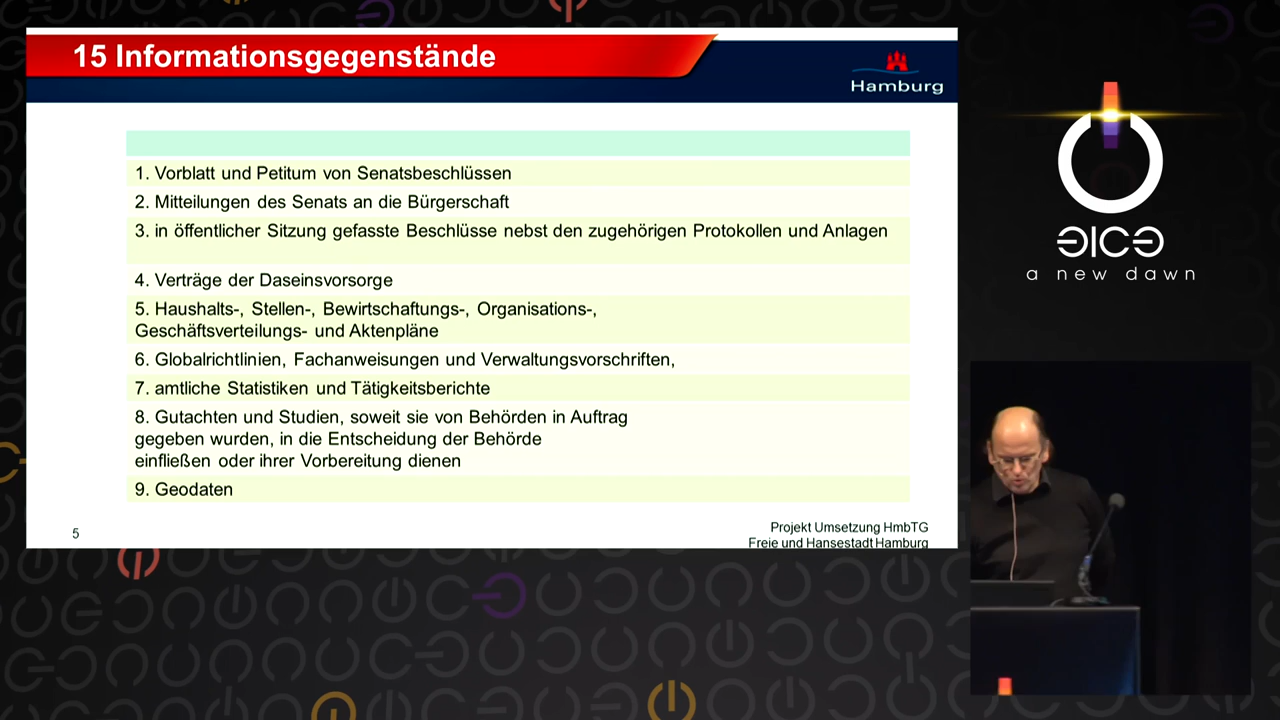 15 Informationsgegenstände
Hamburg
1. Vorblatt und Petitum von Senatsbeschlüssen
2. Mitteilungen des Senats an die Bürgerschaft
3. in öffentlicher Sitzung gefasste Beschlüsse nebst den zugehörigen Protokollen und Anlagen
4. Verträge der Daseinsvorsorge
5. Haushalts-, Stellen-, Bewirtschaftungs-, Organisations-,
Geschäftsverteilungs- und Aktenpläne
6. Globalrichtlinien, Fachanweisungen und Verwaltungsvorschriften,
7. amtliche Statistiken und Tätigkeitsberichte
8. Gutachten und Studien, soweit sie von Behörden in Auftrag
gegeben wurden, in die Entscheidung der Behörde
einfließen oder ihrer Vorbereitung dienen
9. Geodaten
5
Projekt Umsetzung HmbTG
Freie und Hansestadt Hamburg
a new dawn